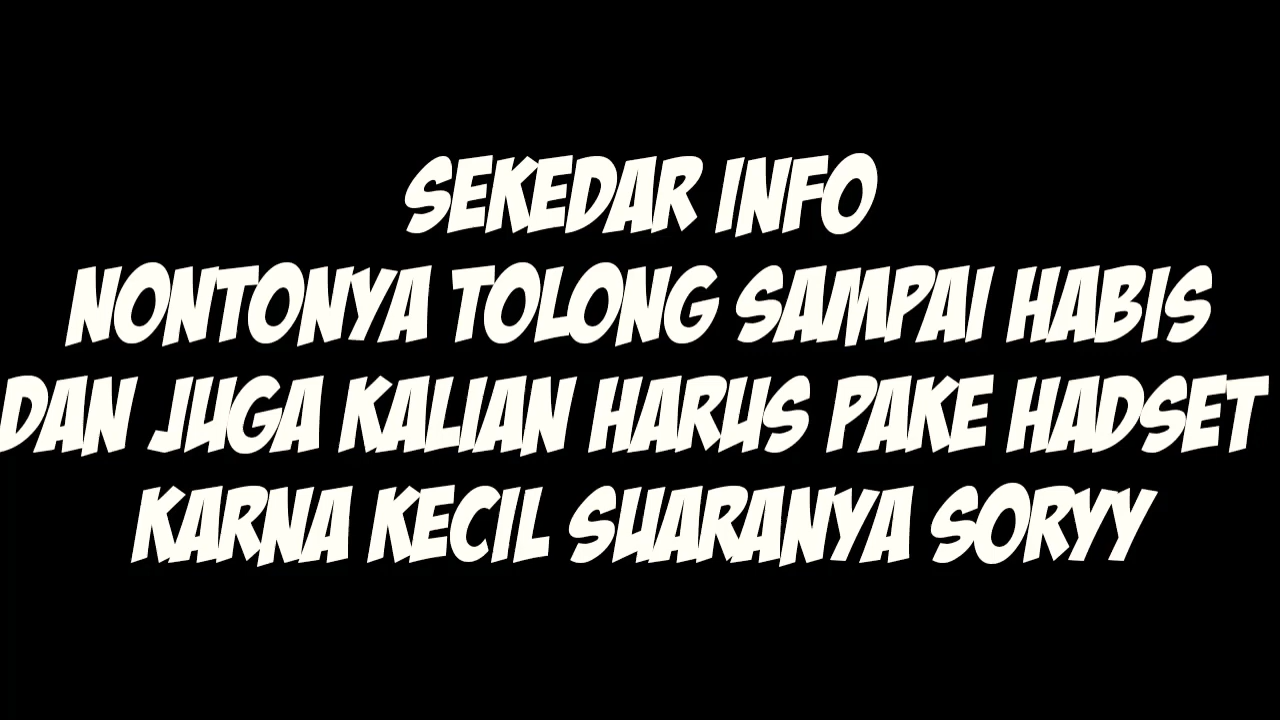 SEKEDAR INFO
NONTONYA TOLONG SAMPAI HABIS
DAN JUGA KALIAN HARUS PAKE HADSET
KARNA KECIL SUARANYA SORYY